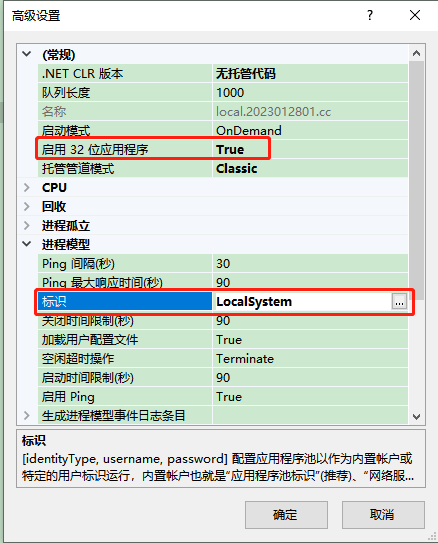 高级设置
? ×
(常规)
.NET CLR 版本 无托管代码
队列长度 1000
名称 local.2023012801.cc
启动模式 OnDemand
启用 32 位应用程序 True
托管管道模式 Classic
CPU
回收
进程孤立
进程模型
Ping 间隔(秒) 30
Ping 最大响应时间(秒) 90
标识 LocalSystem ...
关闭时间限制(秒) 90
加载用户配置文件 True
空闲超时操作 Terminate
启动时间限制(秒) 90
启用 Ping True
生成进程模型事件日志条目
标识
[identityType, username, password] 配置应用程序池以作为内置帐户或
特定的用户标识运行，内置帐户也就是“应用程序池标识”(推荐)、“网络服...
确定 取消